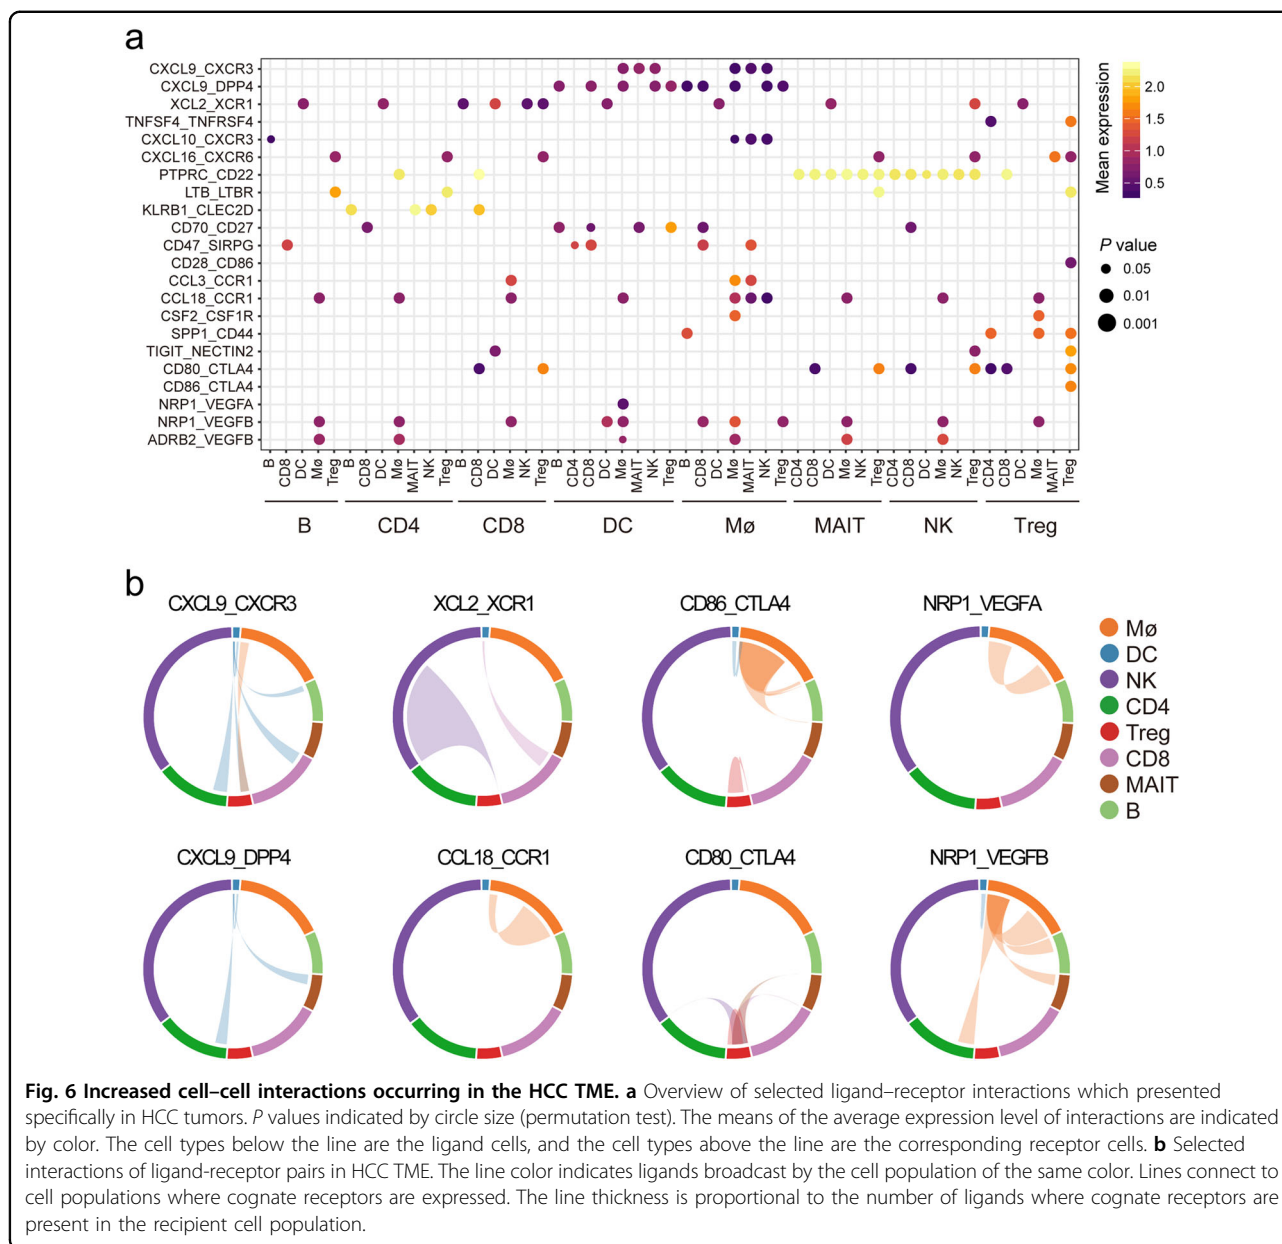 a
CXCL9_CXCR3
CXCL9_DPP4
XCL2_XCR1
TNFSF4_TNFRSF4
CXCL10_CXCR3
CXCL16_CXCR6
PTPRC_CD22
LTB_LTBR
KLRB1_CLEC2D
CD70_CD27
CD47_SIRPG
CD28_CD86
CCL3_CCR1
CCL18_CCR1
CSF2_CSF1R
SPP1_CD44
TIGIT_NECTIN2
CD80_CTLA4
CD86_CTLA4
NRP1_VEGFA
NRP1_VEGFB
ADRB2_VEGFB
B CD8 DC Mø Treg B CD8 DC Mø MAIT NK Treg B CD8 DC Mø NK Treg B CD4 CD8 DC Mø MAIT NK Treg B CD8 DC Mø MAIT NK Treg CD4 CD8 DC Mø MAIT Treg CD4 CD8 DC Mø NK Treg CD4 CD8 DC Mø MAIT Treg
B CD4 CD8 DC Mø MAIT NK Treg
Mean expression
2.0
1.5
1.0
0.5
P value
0.05
0.01
0.001
b
CXCL9_CXCR3 XCL2_XCR1 CD86_CTLA4 NRP1_VEGFA
Mø
DC
NK
CD4
Treg
CD8
MAIT
B
CXCL9_DPP4 CCL18_CCR1 CD80_CTLA4 NRP1_VEGFB
Fig. 6 Increased cell–cell interactions occurring in the HCC TME. a Overview of selected ligand–receptor interactions which presented
specifically in HCC tumors. P values indicated by circle size (permutation test). The means of the average expression level of interactions are indicated
by color. The cell types below the line are the ligand cells, and the cell types above the line are the corresponding receptor cells. b Selected
interactions of ligand-receptor pairs in HCC TME. The line color indicates ligands broadcast by the cell population of the same color. Lines connect to
cell populations where cognate receptors are expressed. The line thickness is proportional to the number of ligands where cognate receptors are
present in the recipient cell population.